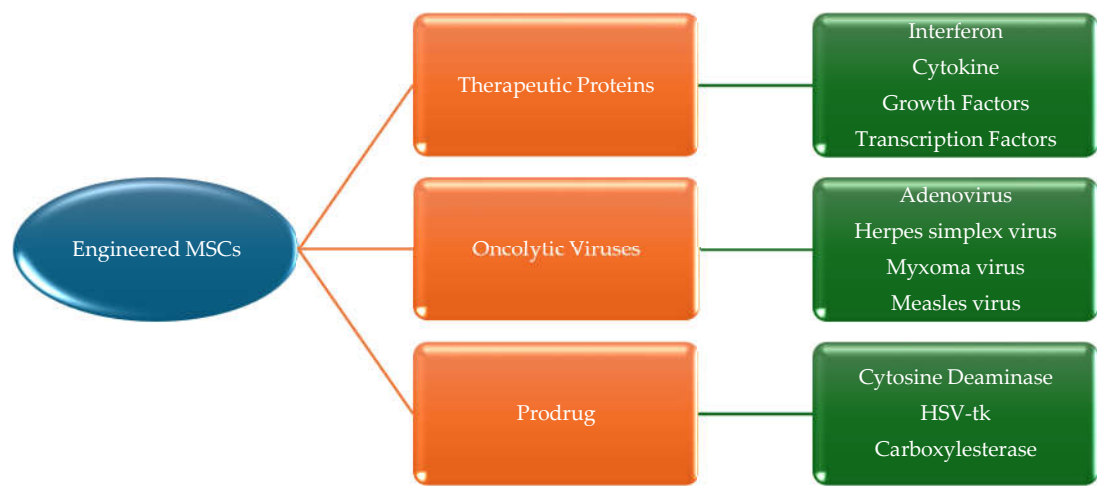 Engineered MSCs
Therapeutic Proteins
Interferon
Cytokine
Growth Factors
Transcription Factors
Oncolytic Viruses
Adenovirus
Herpes simplex virus
Myxoma virus
Measles virus
Prodrug
Cytosine Deaminase
HSV-tk
Carboxylesterase